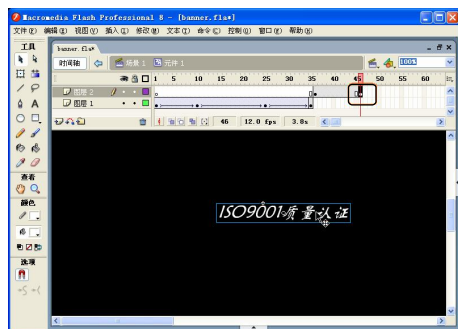 Macromedia Flash Professional 8 - [banner.fla*]
文件(F) 编辑(E) 视图(V) 插入(I) 修改(M) 文本(T) 命令(C) 控制(O) 窗口(W) 帮助(H)
工具
banner.fla*
时间轴 场景 1 元件 1 100%
1 5 10 15 20 25 30 35 40 45 50 55 60
图层 2
图层 1
46 12.0 fps 3.8s
查看
颜色
选项
ISO9001质量认证